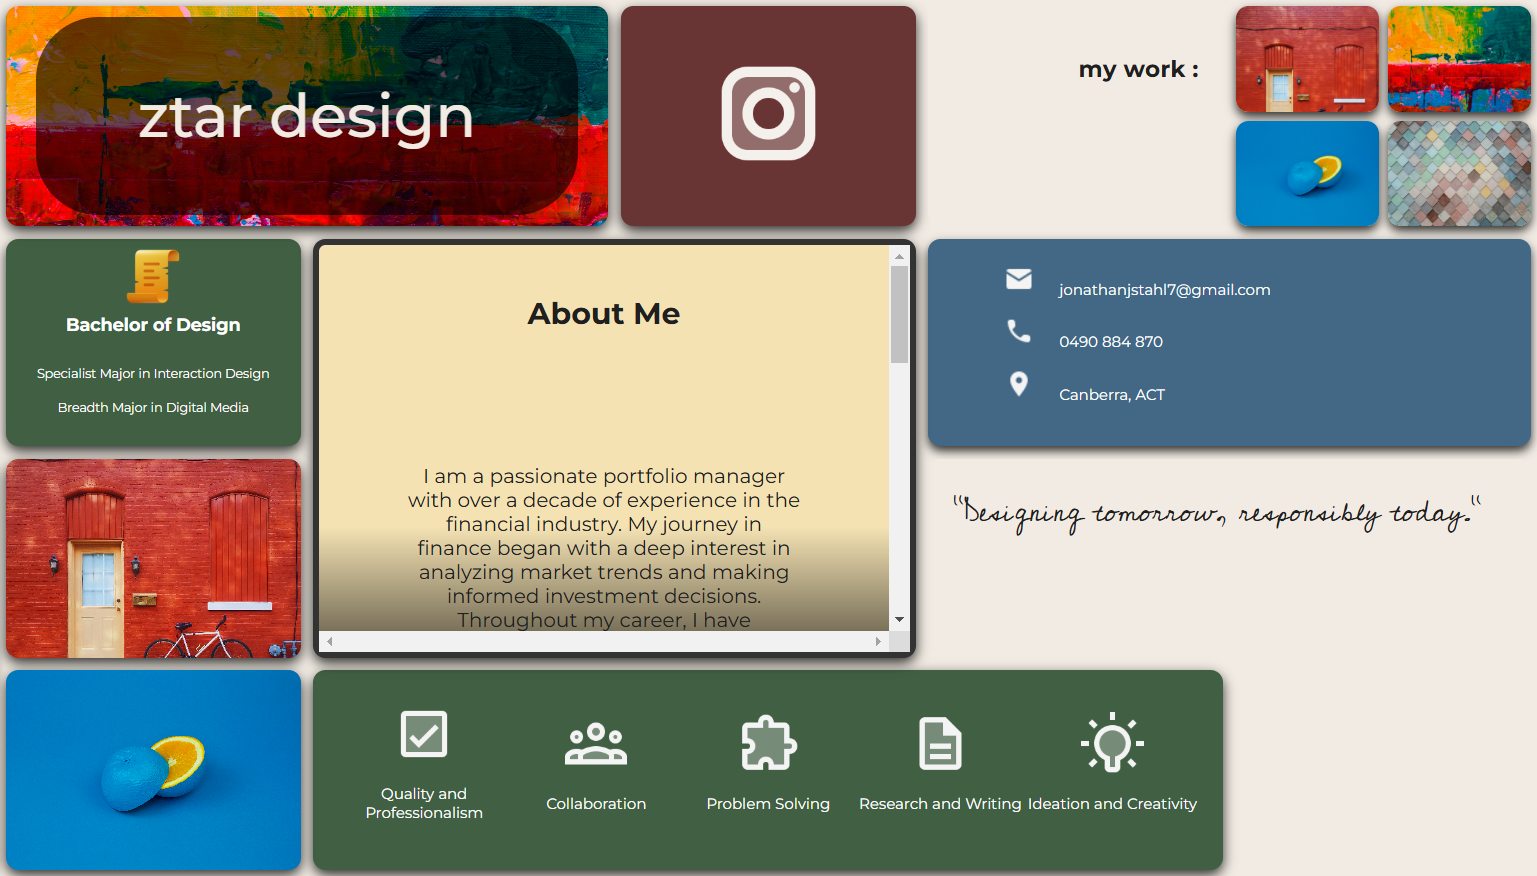 ztar design
my work :
Bachelor of Design
Specialist Major in Interaction Design
Breadth Major in Digital Media
About Me
I am a passionate portfolio manager
with over a decade of experience in the
financial industry. My journey in
finance began with a deep interest in
analyzing market trends and making
informed investment decisions.
Throughout my career, I have
jonathanjstahl7@gmail.com
0490 884 870
Canberra, ACT
"Designing tomorrow, responsibly today."
Quality and
Professionalism
Collaboration
Problem Solving
Research and Writing
Ideation and Creativity